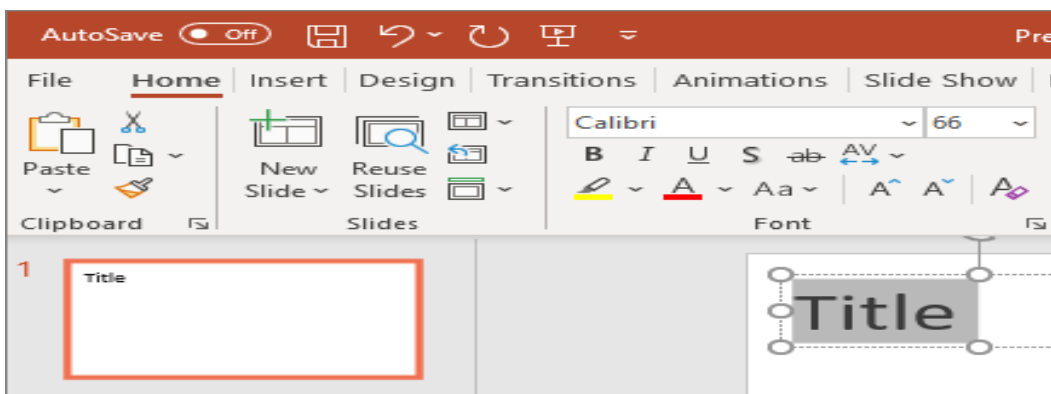 AutoSave Off Pre
File Home Insert Design Transitions Animations Slide Show
Calibri 66
Paste New Slide Reuse Slides B I U S ab AV
A Aa A A A
Clipboard Slides Font
1 Title
Title